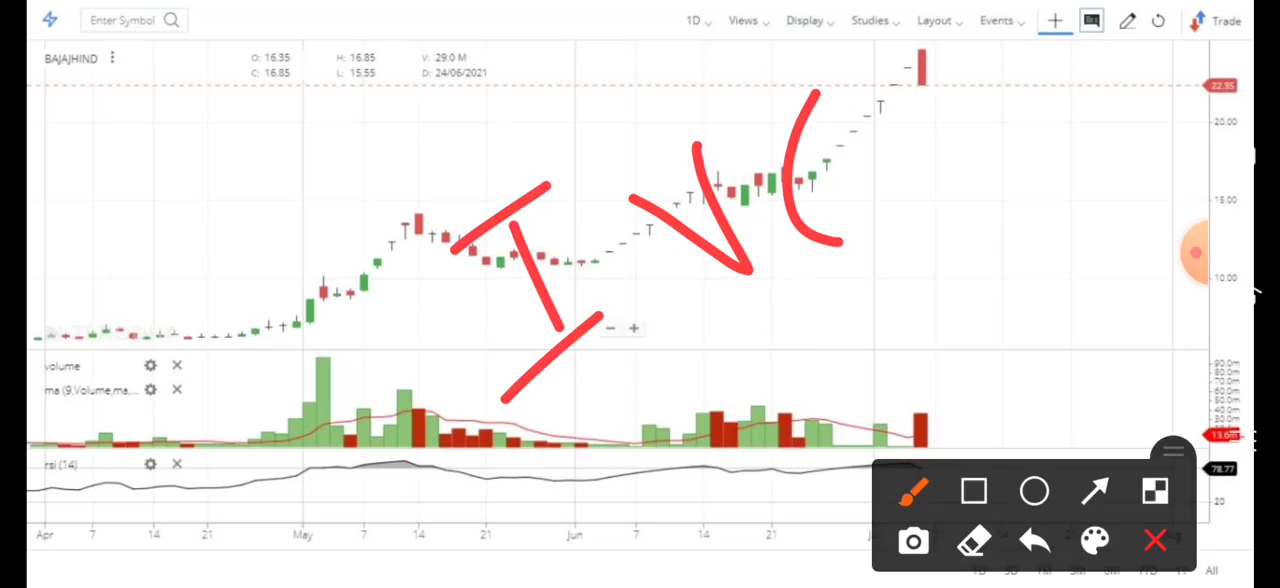 Enter Symbol 1D Views Display Studies Layout Events Trade
BAJAJHIND O: 16.35 H: 16.85 V: 29.0 M
C: 16.85 L: 15.55 D: 24/06/2021
22.35
20.00
15.00
10.00
IVC
volume
ma (9,Volume,ma,...
90.0m
80.0m
70.0m
60.0m
50.0m
40.0m
30.0m
13.6m
rsi (14)
78.77
20
Apr 7 14 21 May 7 14 21 Jun 7 14 21
1D 5D 1M 3M 6M YTD 1Y All